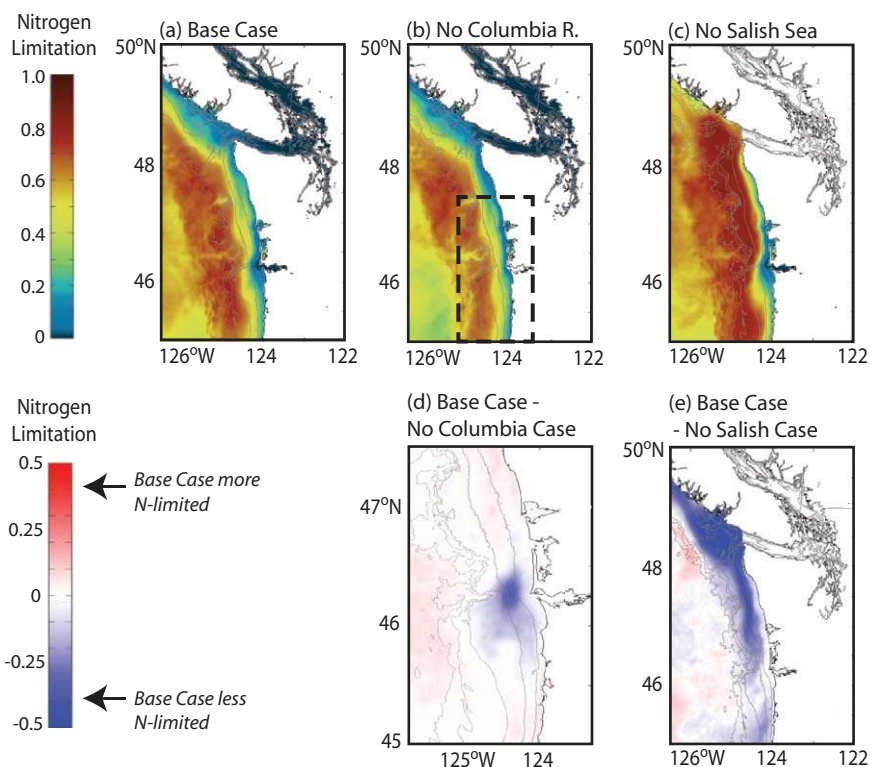 Nitrogen
Limitation
(a) Base Case
(b) No Columbia R.
(c) No Salish Sea
1.0
0.8
0.6
0.4
0.2
0
50°N
48
46
126°W
124
122
50°N
48
46
126°W
124
122
50°N
48
46
126°W
124
122
Nitrogen
Limitation
0.5
0.25
0
-0.25
-0.5
Base Case more
N-limited
Base Case less
N-limited
(d) Base Case -
No Columbia Case
47°N
46
45
125°W
124
(e) Base Case
- No Salish Case
50°N
48
46
126°W
124
122